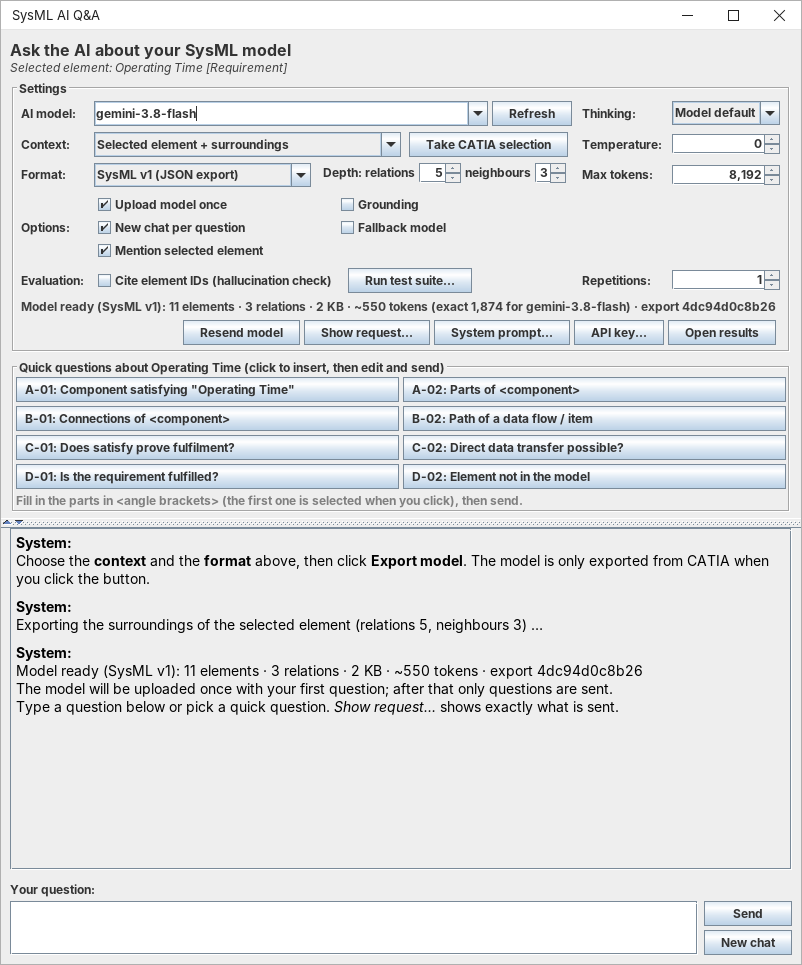 SysML AI Q&A
Ask the AI about your SysML model
Selected element: Operating Time [Requirement]
Settings
AI model: gemini-3.8-flash Refresh Thinking: Model default
Context: Selected element + surroundings Take CATIA selection Temperature: 0
Format: SysML v1 (JSON export) Depth: relations 5 neighbours 3 Max tokens: 8,192
Upload model once Grounding
Options: New chat per question Fallback model
Mention selected element
Evaluation: Cite element IDs (hallucination check) Run test suite... Repetitions: 1
Model ready (SysML v1): 11 elements · 3 relations · 2 KB · ~550 tokens (exact 1,874 for gemini-3.8-flash) · export 4dc94d0c8b26
Resend model Show request... System prompt... API key... Open results
Quick questions about Operating Time (click to insert, then edit and send)
A-01: Component satisfying "Operating Time" A-02: Parts of <component>
B-01: Connections of <component> B-02: Path of a data flow / item
C-01: Does satisfy prove fulfilment? C-02: Direct data transfer possible?
D-01: Is the requirement fulfilled? D-02: Element not in the model
Fill in the parts in <angle brackets> (the first one is selected when you click), then send.
System:
Choose the context and the format above, then click Export model. The model is only exported from CATIA when
you click the button.
System:
Exporting the surroundings of the selected element (relations 5, neighbours 3) ...
System:
Model ready (SysML v1): 11 elements · 3 relations · 2 KB · ~550 tokens · export 4dc94d0c8b26
The model will be uploaded once with your first question; after that only questions are sent.
Type a question below or pick a quick question. Show request... shows exactly what is sent.
Your question:
Send
New chat